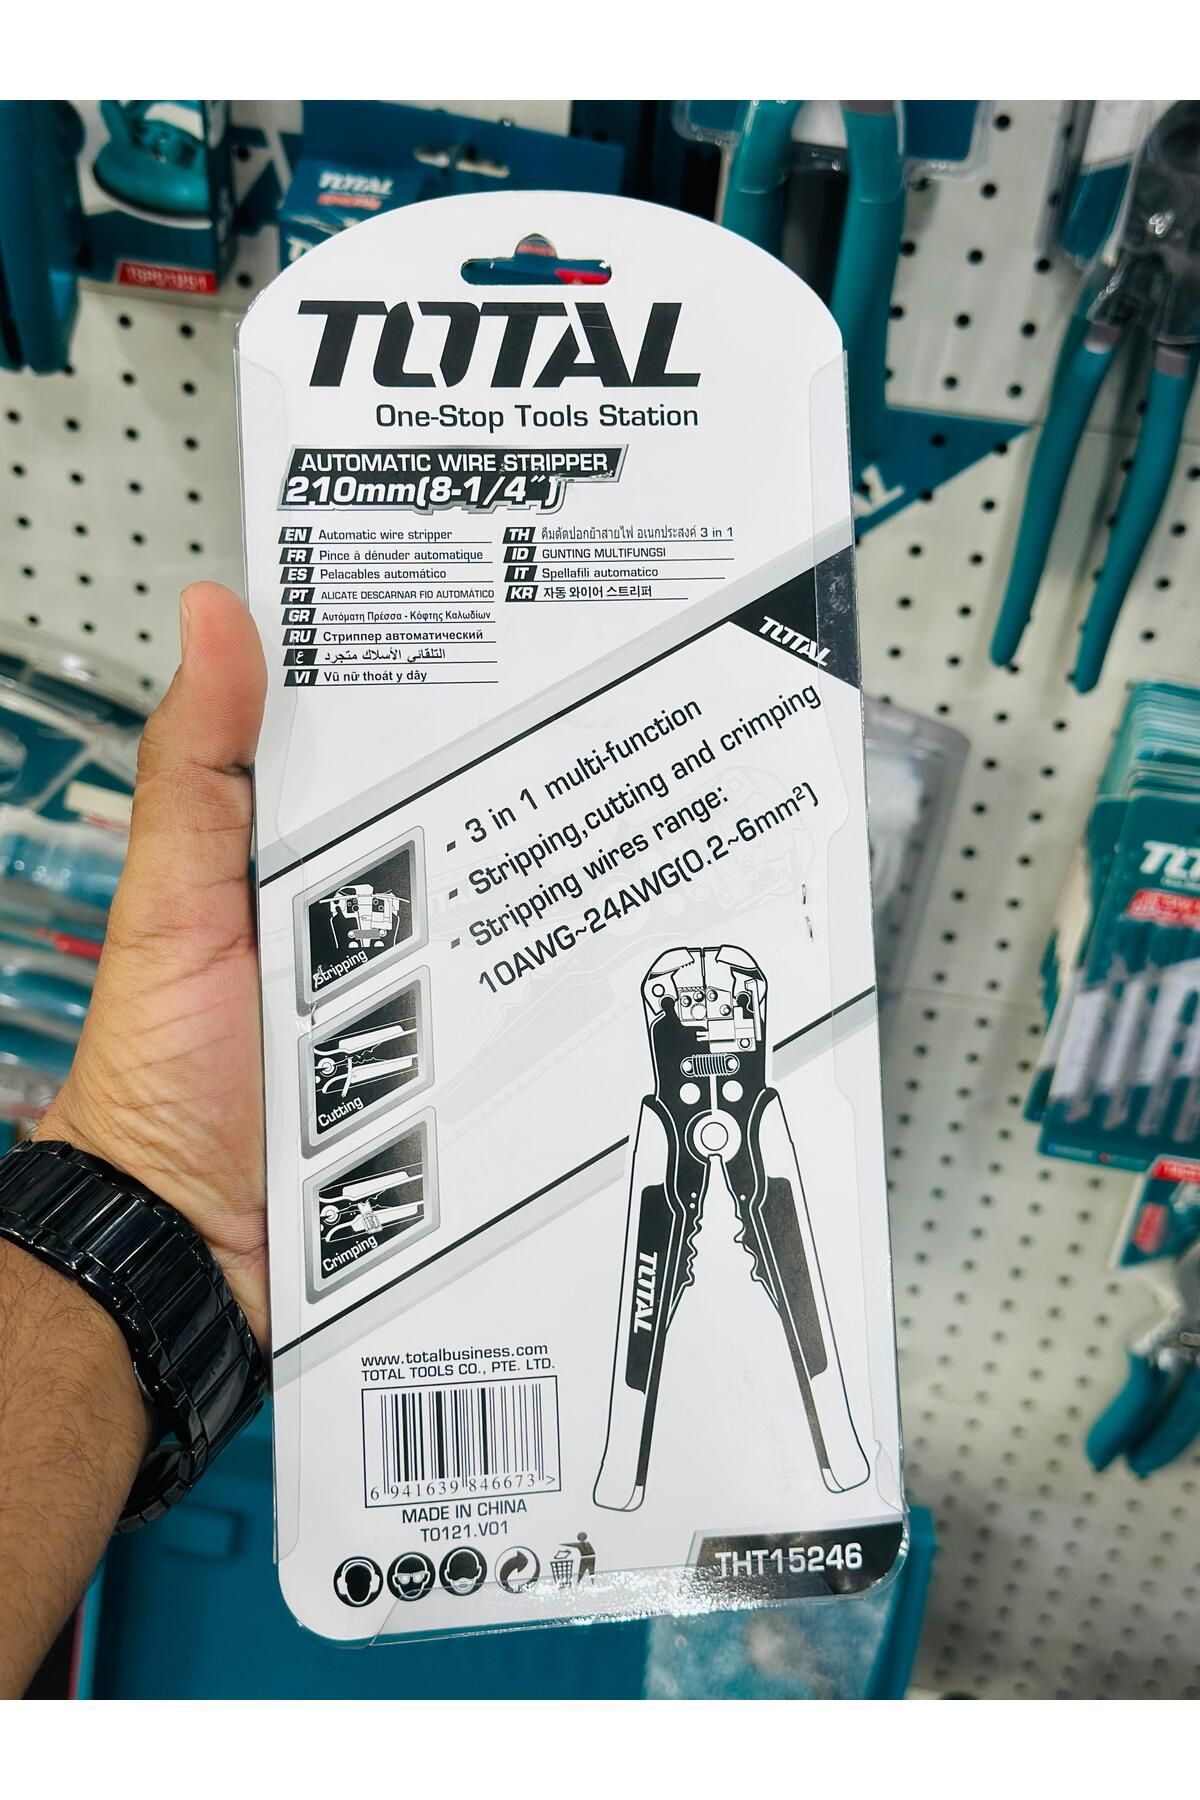 TOTAL
TOTAL
One-Stop Tools Station
AUTOMATIC WIRE STRIPPER
210mm(8-1/4")
EN Automatic wire stripper
FR Pince à dénuder automatique
ES Pelacables automático
PT ALICATE DESCARNAR FIO AUTOMÁTICO
GR Αυτόματη Πρέσσα - Κόφτης Καλωδίων
RU Стриппер автоматический
ع التلقائي الأسلاك متجرد
VI Vũ nữ thoát y dây
TH คีมตัดปอกย้ำสายไฟ อเนกประสงค์ 3 in 1
ID GUNTING MULTIFUNGSI
IT Spellafili automatico
KR 자동 와이어 스트리퍼
TOTAL
- 3 in 1 multi-function
- Stripping,cutting and crimping
- Stripping wires range:
10AWG~24AWG(0.2~6mm²)
Stripping
Cutting
Crimping
TOTAL
www.totalbusiness.com
TOTAL TOOLS CO., PTE. LTD.
6 941639 846673 >
MADE IN CHINA
T0121.V01
THT15246